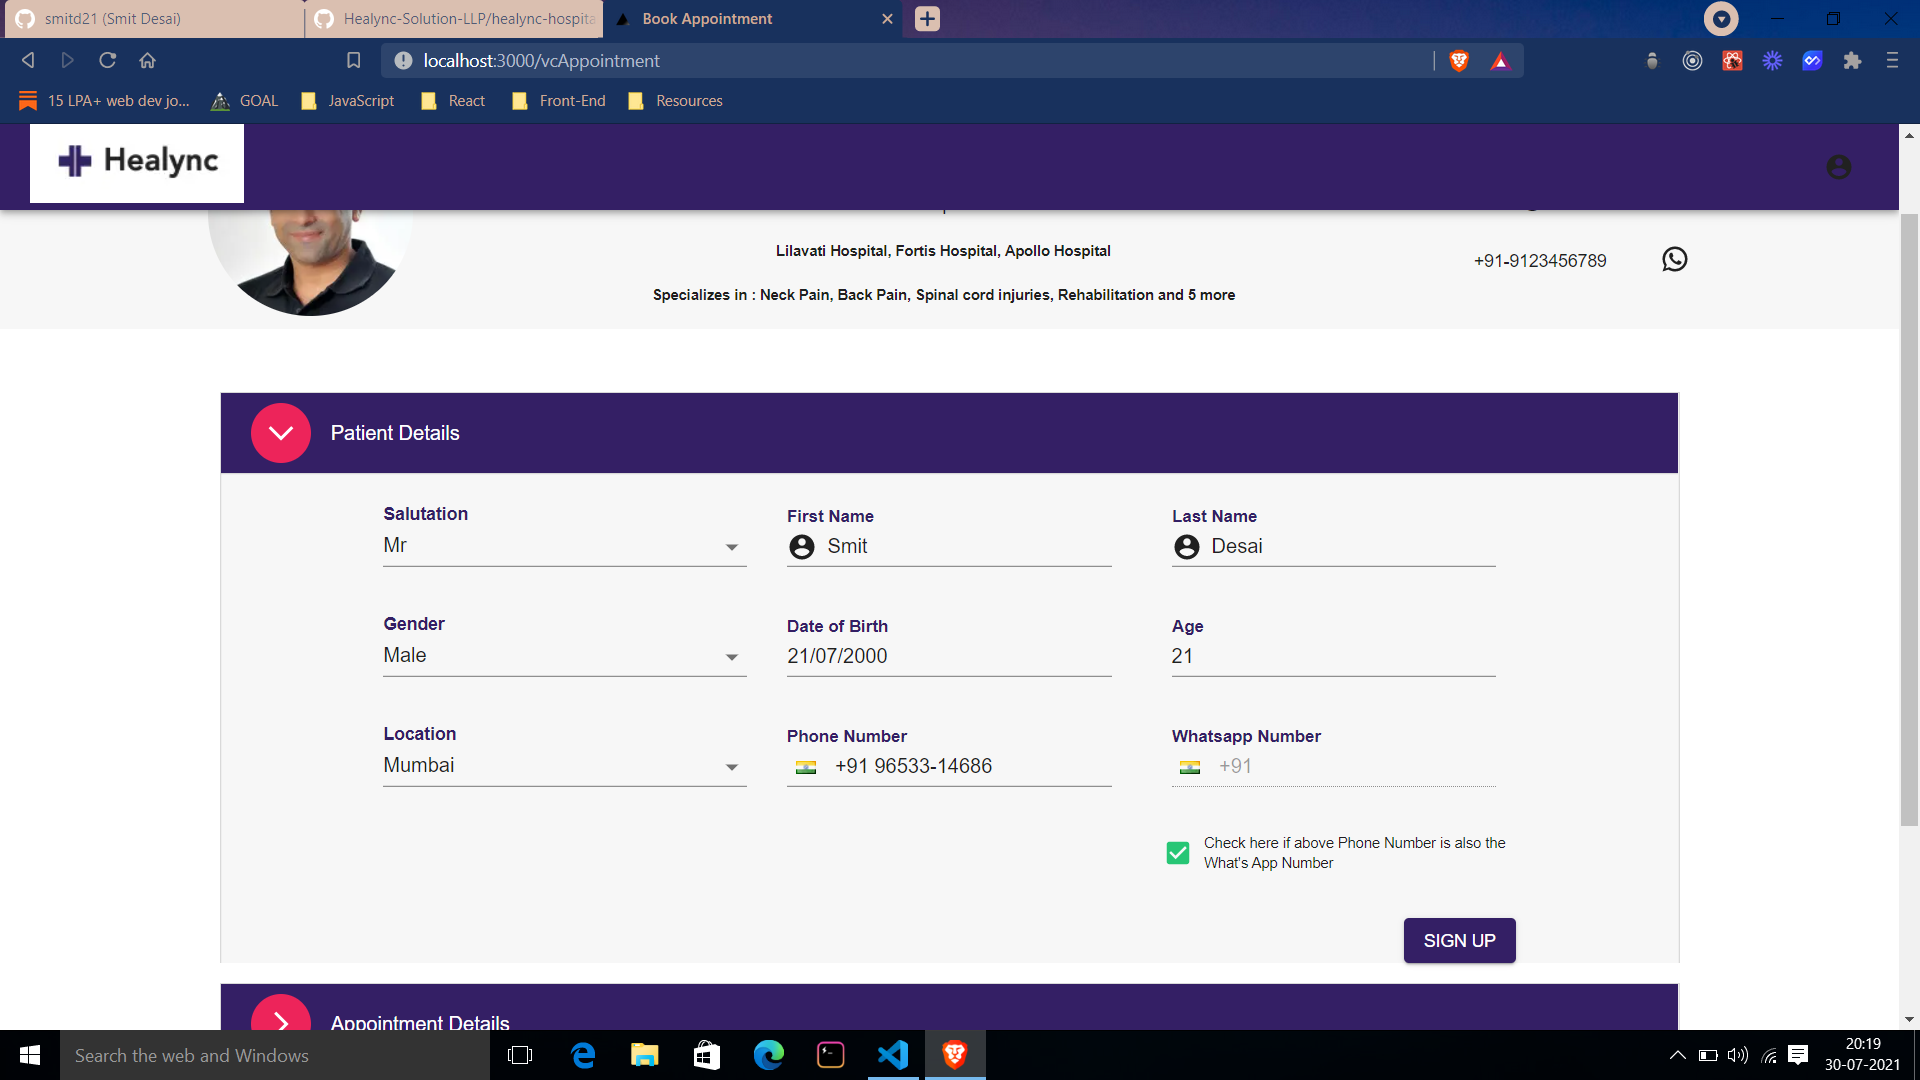 smitd21 (Smit Desai)
Healync-Solution-LLP/healync-hospita
Book Appointment
localhost:3000/vcAppointment
15 LPA+ web dev jo...
GOAL
JavaScript
React
Front-End
Resources
Healync
Lilavati Hospital, Fortis Hospital, Apollo Hospital
+91-9123456789
Specializes in : Neck Pain, Back Pain, Spinal cord injuries, Rehabilitation and 5 more
Patient Details
Salutation
First Name
Last Name
Mr
Smit
Desai
Gender
Date of Birth
Age
Male
21/07/2000
21
Location
Phone Number
Whatsapp Number
Mumbai
+91 96533-14686
+91
Check here if above Phone Number is also the
What's App Number
SIGN UP
Appointment Details
Search the web and Windows
20:19
30-07-2021